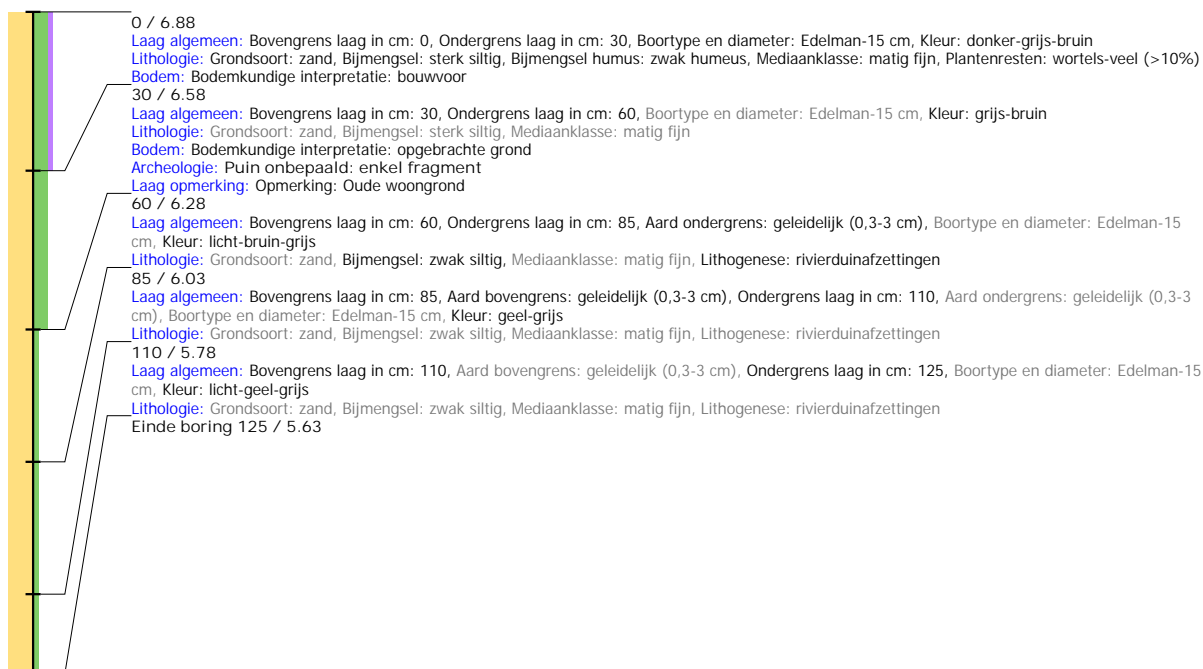 0 / 6.88
Laag algemeen: Bovengrens laag in cm: 0, Ondergrens laag in cm: 30, Boortype en diameter: Edelman-15 cm, Kleur: donker-grijs-bruin
Lithologie: Grondsoort: zand, Bijmengsel: sterk siltig, Bijmengsel humus: zwak humeus, Mediaanklasse: matig fijn, Plantenresten: wortels-veel (>10%)
Bodem: Bodemkundige interpretatie: bouwvoor
30 / 6.58
Laag algemeen: Bovengrens laag in cm: 30, Ondergrens laag in cm: 60, Boortype en diameter: Edelman-15 cm, Kleur: grijs-bruin
Lithologie: Grondsoort: zand, Bijmengsel: sterk siltig, Mediaanklasse: matig fijn
Bodem: Bodemkundige interpretatie: opgebrachte grond
Archeologie: Puin onbepaald: enkel fragment
Laag opmerking: Opmerking: Oude woongrond
60 / 6.28
Laag algemeen: Bovengrens laag in cm: 60, Ondergrens laag in cm: 85, Aard ondergrens: geleidelijk (0,3-3 cm), Boortype en diameter: Edelman-15
cm, Kleur: licht-bruin-grijs
Lithologie: Grondsoort: zand, Bijmengsel: zwak siltig, Mediaanklasse: matig fijn, Lithogenese: rivierduinafzettingen
85 / 6.03
Laag algemeen: Bovengrens laag in cm: 85, Aard bovengrens: geleidelijk (0,3-3 cm), Ondergrens laag in cm: 110, Aard ondergrens: geleidelijk (0,3-3
cm), Boortype en diameter: Edelman-15 cm, Kleur: geel-grijs
Lithologie: Grondsoort: zand, Bijmengsel: zwak siltig, Mediaanklasse: matig fijn, Lithogenese: rivierduinafzettingen
110 / 5.78
Laag algemeen: Bovengrens laag in cm: 110, Aard bovengrens: geleidelijk (0,3-3 cm), Ondergrens laag in cm: 125, Boortype en diameter: Edelman-15
cm, Kleur: licht-geel-grijs
Lithologie: Grondsoort: zand, Bijmengsel: zwak siltig, Mediaanklasse: matig fijn, Lithogenese: rivierduinafzettingen
Einde boring 125 / 5.63